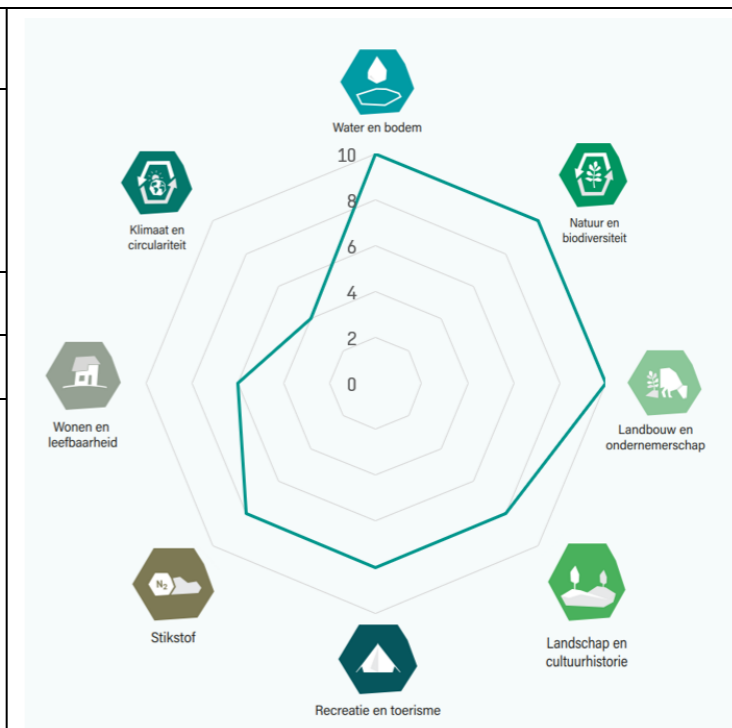 Water en bodem
10
8
6
4
2
0
Natuur en
biodiversiteit
Landbouw en
ondernemerschap
Landschap en
cultuurhistorie
Recreatie en toerisme
N₂
Stikstof
Wonen en
leefbaarheid
Klimaat en
circulariteit